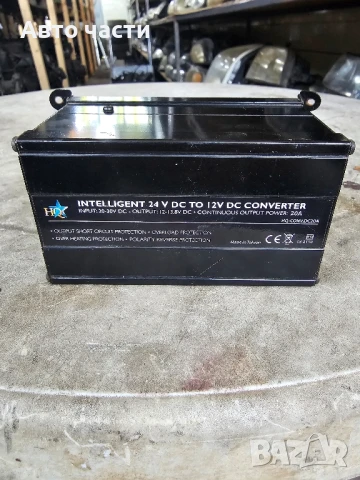 Авто части
HQ
INTELLIGENT 24 V DC TO 12V DC CONVERTER
INPUT: 20-30V DC - OUTPUT: 12-13.8V DC - CONTINUOUS OUTPUT POWER: 20A
HQ-CONV.DC20A
- OUTPUT SHORT CIRCUIT PROTECTION - OVERLOAD PROTECTION
- OVER HEATING PROTECTION - POLARITY REVERSE PROTECTION
Made in Taiwan
CE
BAZAR